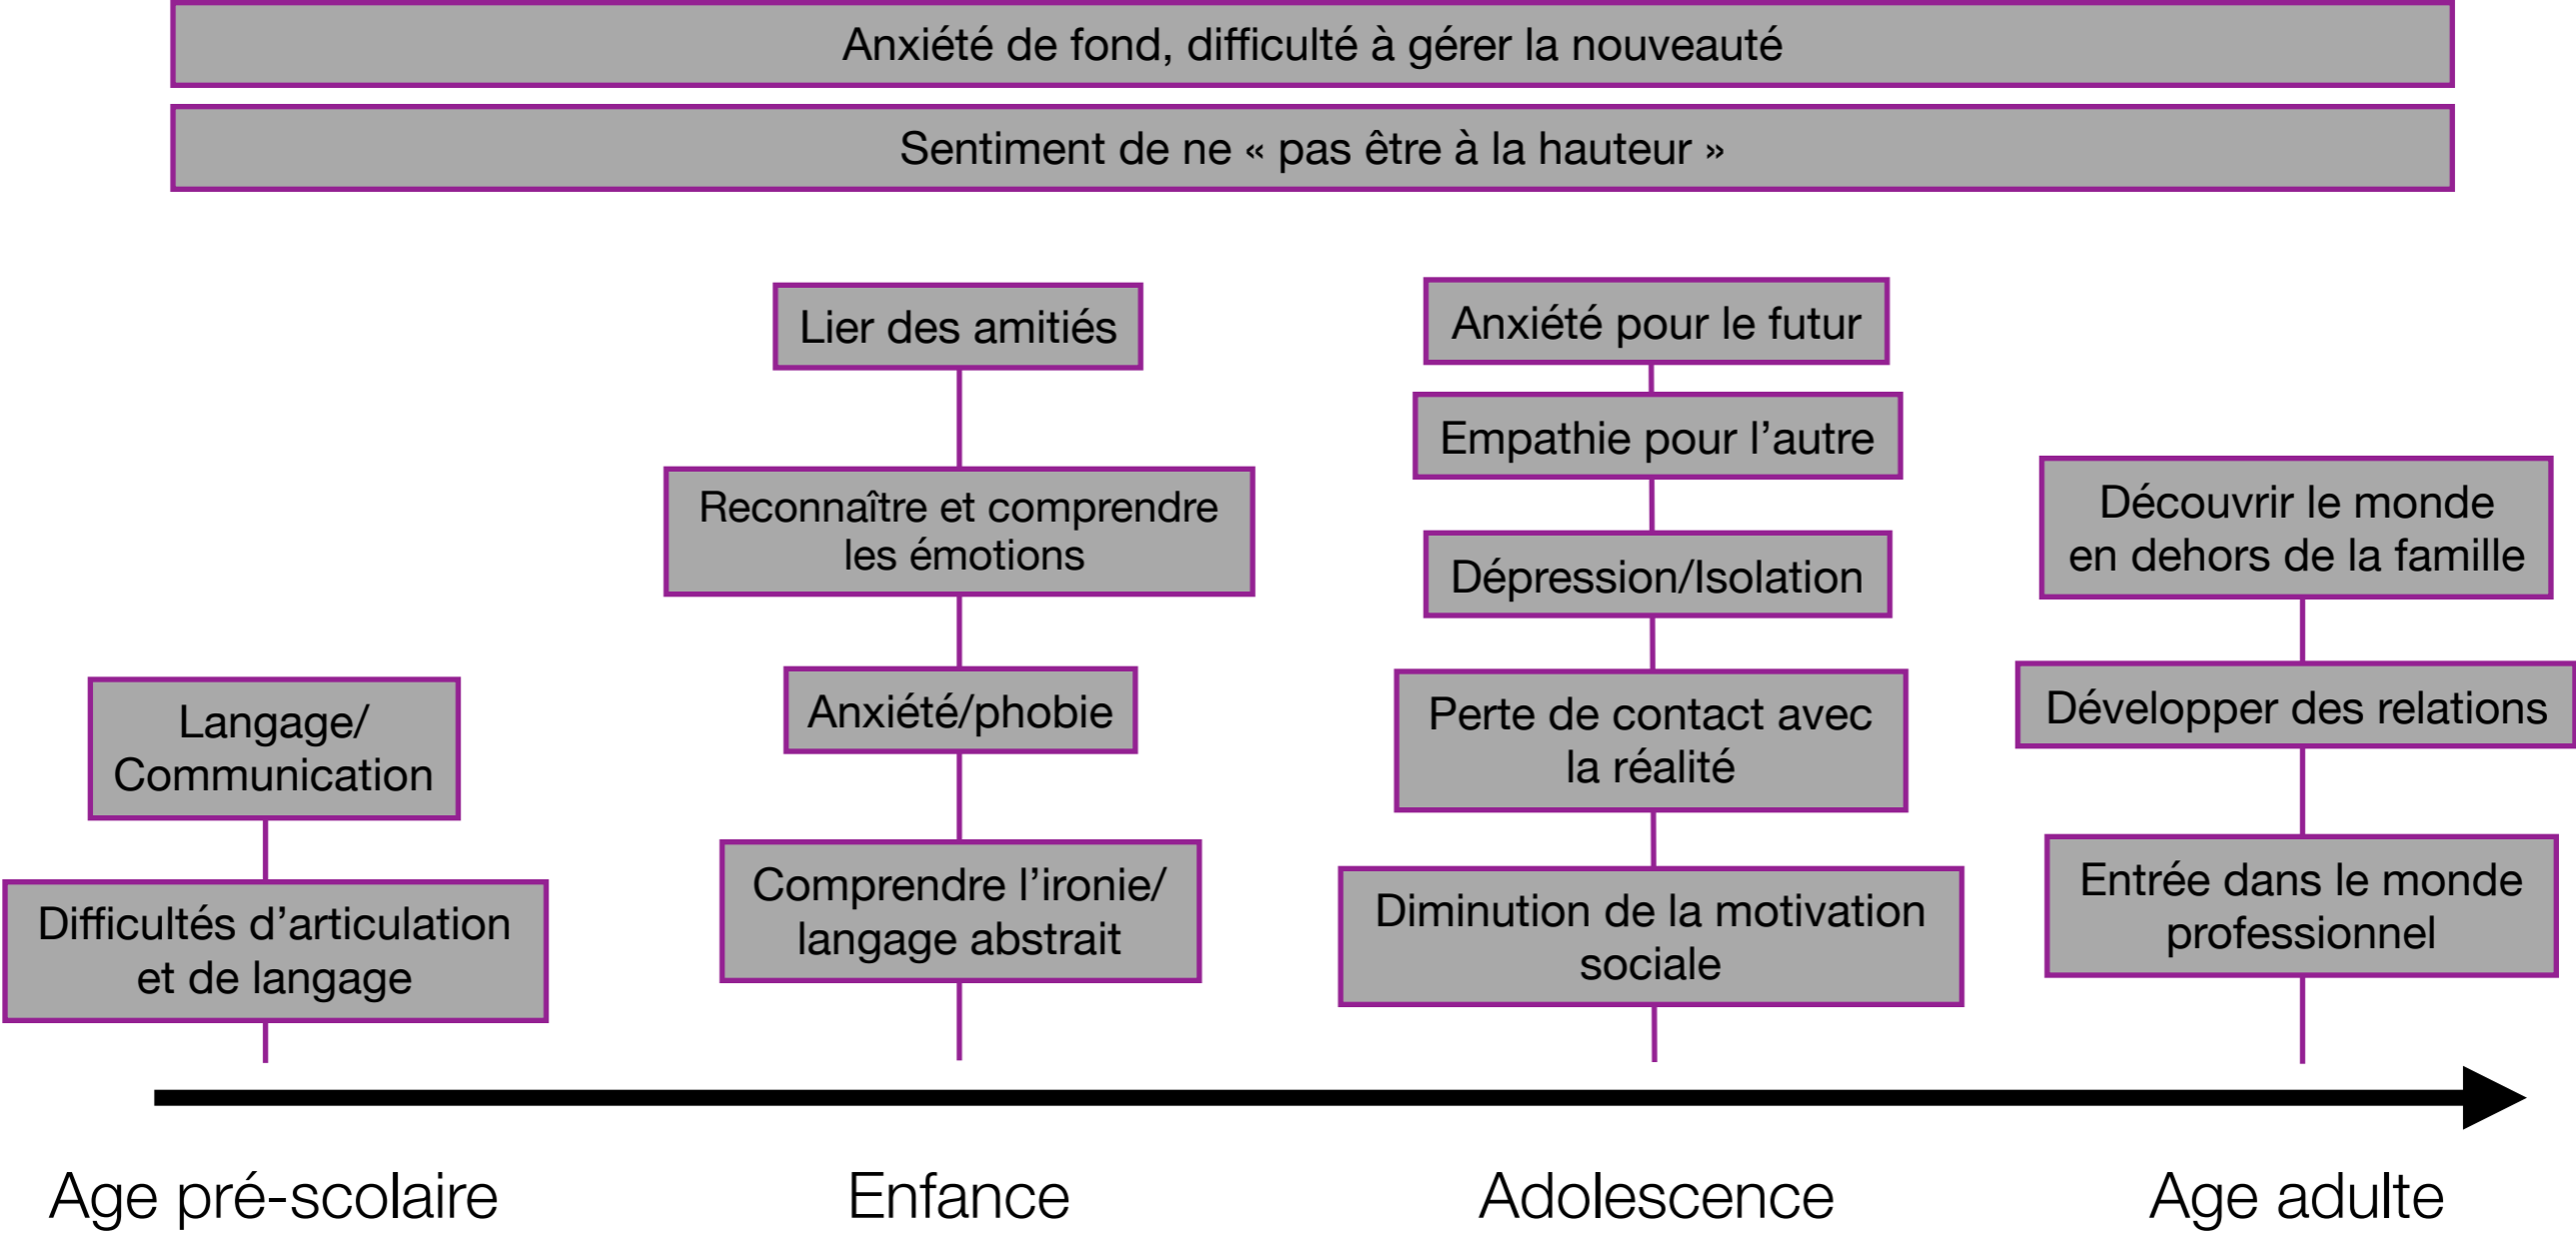 Anxiété de fond, difficulté à gérer la nouveauté
Sentiment de ne « pas être à la hauteur »
Langage/
Communication
Difficultés d’articulation
et de langage
Lier des amitiés
Reconnaître et comprendre
les émotions
Anxiété/phobie
Comprendre l’ironie/
langage abstrait
Anxiété pour le futur
Empathie pour l’autre
Dépression/Isolation
Perte de contact avec
la réalité
Diminution de la motivation
sociale
Découvrir le monde
en dehors de la famille
Développer des relations
Entrée dans le monde
professionnel
Age pré-scolaire
Enfance
Adolescence
Age adulte